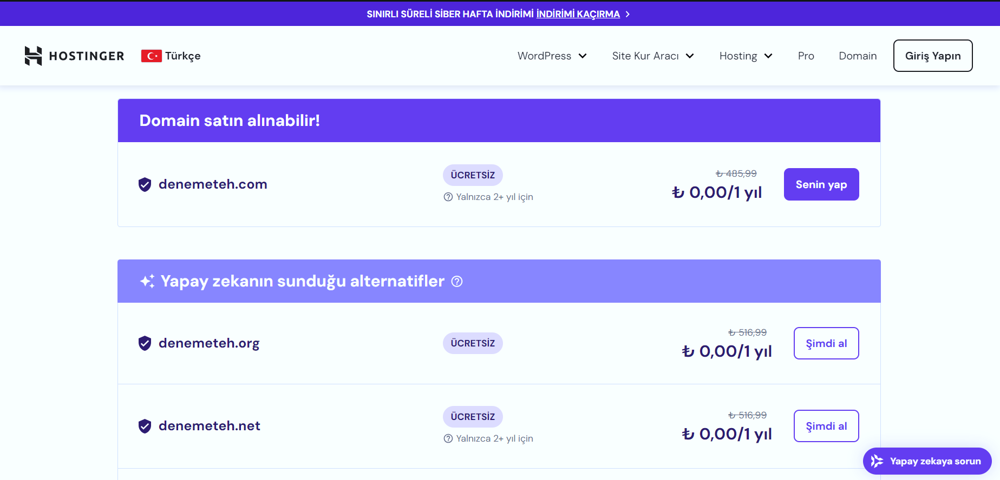 SINIRLI SÜRELİ SİBER HAFTA İNDİRİMİ İNDİRİMİ KAÇIRMA
HOSTINGER
Türkçe
WordPress
Site Kur Aracı
Hosting
Pro
Domain
Giriş Yapın
Domain satın alınabilir!
denemeteh.com
ÜCRETSİZ
Yalnızca 2+ yıl için
₺ 485,99
₺ 0,00/1 yıl
Senin yap
Yapay zekanın sunduğu alternatifler
denemeteh.org
ÜCRETSİZ
₺ 516,99
₺ 0,00/1 yıl
Şimdi al
denemeteh.net
ÜCRETSİZ
Yalnızca 2+ yıl için
₺ 516,99
₺ 0,00/1 yıl
Şimdi al
Yapay zekaya sorun